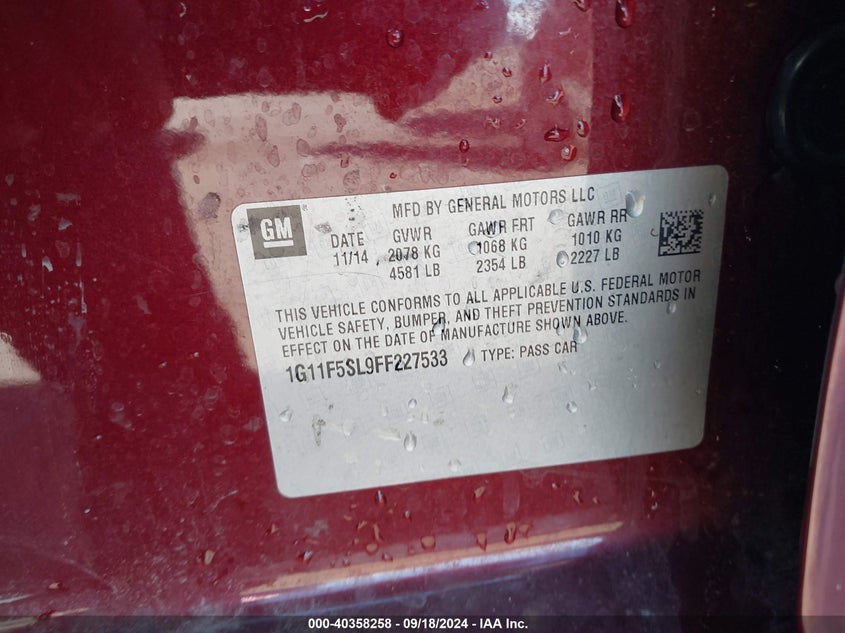 MFD BY GENERAL MOTORS LLC
GM
DATE GVWR GAWR FRT GAWR RR
11/14 2078 KG 1068 KG 1010 KG
4581 LB 2354 LB 2227 LB
THIS VEHICLE CONFORMS TO ALL APPLICABLE U.S. FEDERAL MOTOR
VEHICLE SAFETY, BUMPER, AND THEFT PREVENTION STANDARDS IN
EFFECT ON THE DATE OF MANUFACTURE SHOWN ABOVE.
1G11F5SL9FF227533 TYPE: PASS CAR
000-40358258 - 09/18/2024 - IAA Inc.